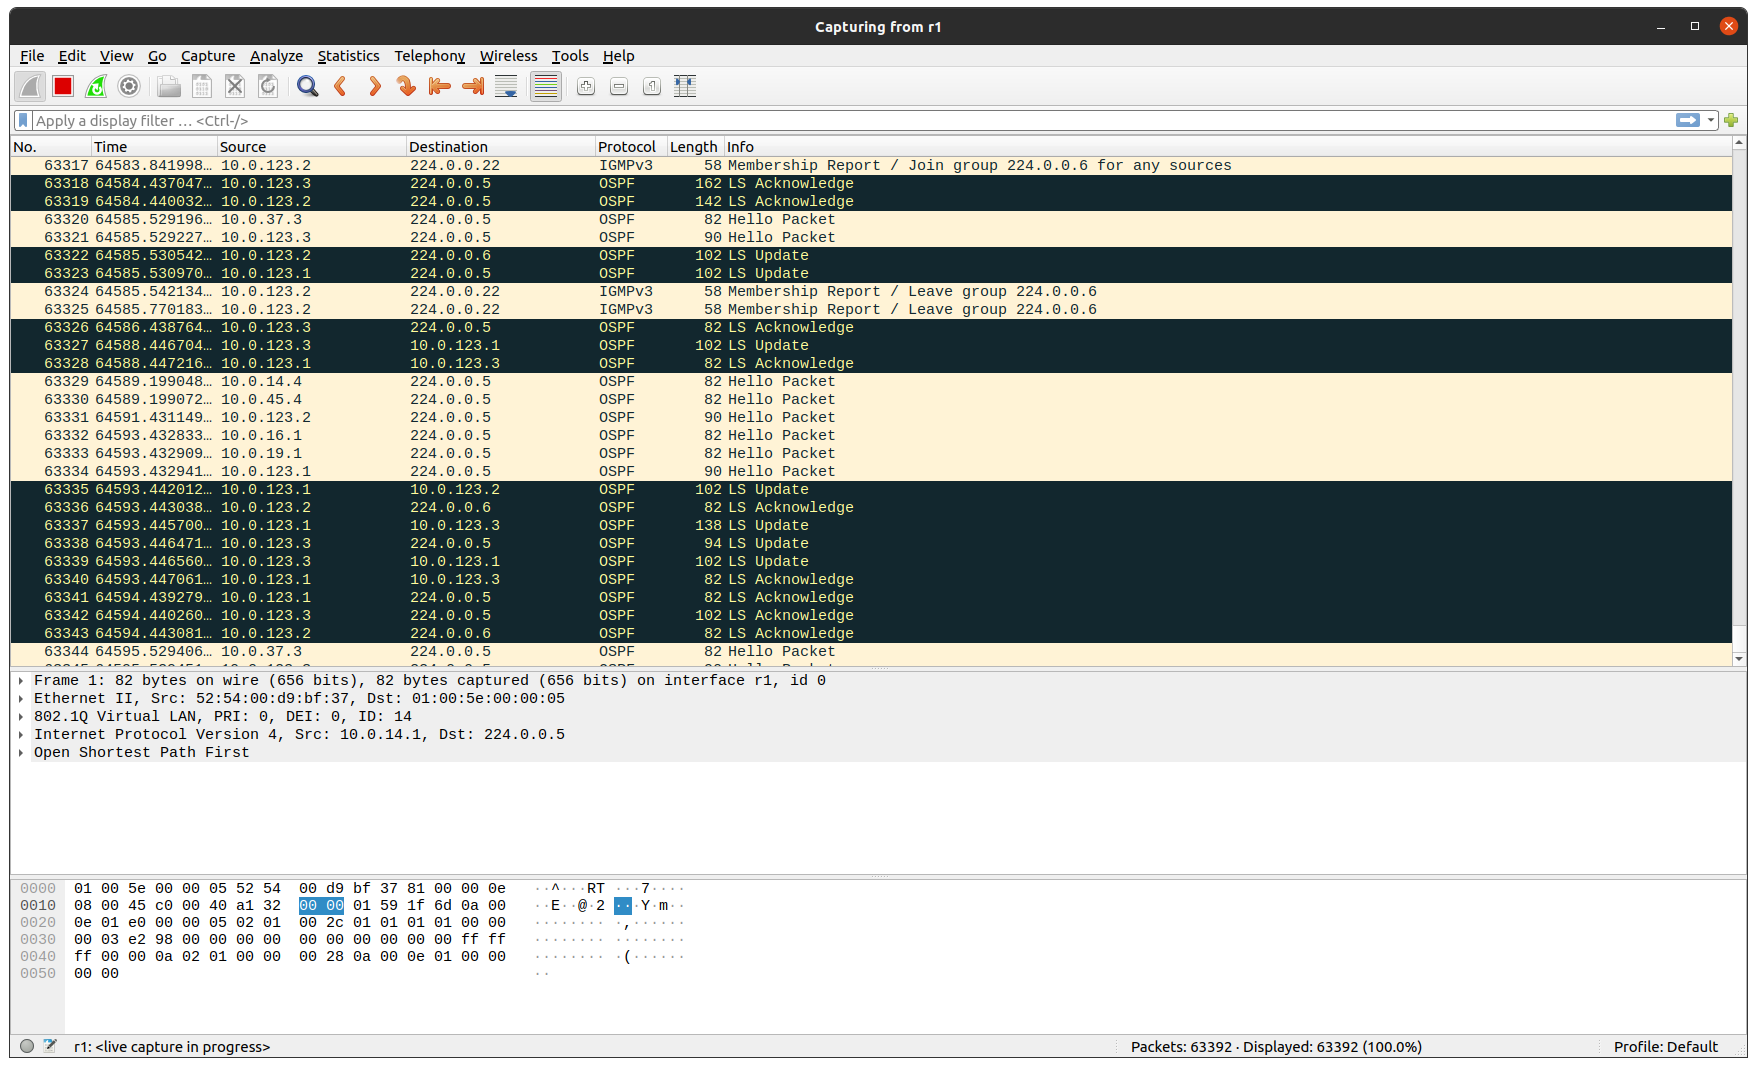 Capturing from r1
File Edit View Go Capture Analyze Statistics Telephony Wireless Tools Help
Apply a display filter … <Ctrl-/>
No. Time Source Destination Protocol Length Info
63317 64583.841998… 10.0.123.2 224.0.0.22 IGMPv3 58 Membership Report / Join group 224.0.0.6 for any sources
63318 64584.437047… 10.0.123.3 224.0.0.5 OSPF 162 LS Acknowledge
63319 64584.440032… 10.0.123.2 224.0.0.5 OSPF 142 LS Acknowledge
63320 64585.529196… 10.0.37.3 224.0.0.5 OSPF 82 Hello Packet
63321 64585.529227… 10.0.123.3 224.0.0.5 OSPF 90 Hello Packet
63322 64585.530542… 10.0.123.2 224.0.0.6 OSPF 102 LS Update
63323 64585.530970… 10.0.123.1 224.0.0.5 OSPF 102 LS Update
63324 64585.542134… 10.0.123.2 224.0.0.22 IGMPv3 58 Membership Report / Leave group 224.0.0.6
63325 64585.770183… 10.0.123.2 224.0.0.22 IGMPv3 58 Membership Report / Leave group 224.0.0.6
63326 64586.438764… 10.0.123.3 224.0.0.5 OSPF 82 LS Acknowledge
63327 64588.446704… 10.0.123.3 10.0.123.1 OSPF 102 LS Update
63328 64588.447216… 10.0.123.1 10.0.123.3 OSPF 82 LS Acknowledge
63329 64589.199048… 10.0.14.4 224.0.0.5 OSPF 82 Hello Packet
63330 64589.199072… 10.0.45.4 224.0.0.5 OSPF 82 Hello Packet
63331 64591.431149… 10.0.123.2 224.0.0.5 OSPF 90 Hello Packet
63332 64593.432833… 10.0.16.1 224.0.0.5 OSPF 82 Hello Packet
63333 64593.432909… 10.0.19.1 224.0.0.5 OSPF 82 Hello Packet
63334 64593.432941… 10.0.123.1 224.0.0.5 OSPF 90 Hello Packet
63335 64593.442012… 10.0.123.1 10.0.123.2 OSPF 102 LS Update
63336 64593.443038… 10.0.123.2 224.0.0.6 OSPF 82 LS Acknowledge
63337 64593.445700… 10.0.123.1 10.0.123.3 OSPF 138 LS Update
63338 64593.446471… 10.0.123.3 224.0.0.5 OSPF 94 LS Update
63339 64593.446560… 10.0.123.3 10.0.123.1 OSPF 102 LS Update
63340 64593.447061… 10.0.123.1 10.0.123.3 OSPF 82 LS Acknowledge
63341 64594.439279… 10.0.123.1 224.0.0.5 OSPF 82 LS Acknowledge
63342 64594.440260… 10.0.123.3 224.0.0.5 OSPF 102 LS Acknowledge
63343 64594.443081… 10.0.123.2 224.0.0.6 OSPF 82 LS Acknowledge
63344 64595.529406… 10.0.37.3 224.0.0.5 OSPF 82 Hello Packet
Frame 1: 82 bytes on wire (656 bits), 82 bytes captured (656 bits) on interface r1, id 0
Ethernet II, Src: 52:54:00:d9:bf:37, Dst: 01:00:5e:00:00:05
802.1Q Virtual LAN, PRI: 0, DEI: 0, ID: 14
Internet Protocol Version 4, Src: 10.0.14.1, Dst: 224.0.0.5
Open Shortest Path First
0000 01 00 5e 00 00 05 52 54 00 d9 bf 37 81 00 00 0e ··^···RT ···7····
0010 08 00 45 c0 00 40 a1 32 00 00 01 59 1f 6d 0a 00 ··E··@·2 ···Y·m··
0020 0e 01 e0 00 00 05 02 01 00 2c 01 01 01 01 00 00 ········ ·,······
0030 00 03 e2 98 00 00 00 00 00 00 00 00 00 00 ff ff ········ ········
0040 ff 00 00 0a 02 01 00 00 00 28 0a 00 0e 01 00 00 ········ ·(······
0050 00 00 ··
r1: <live capture in progress> Packets: 63392 · Displayed: 63392 (100.0%) Profile: Default